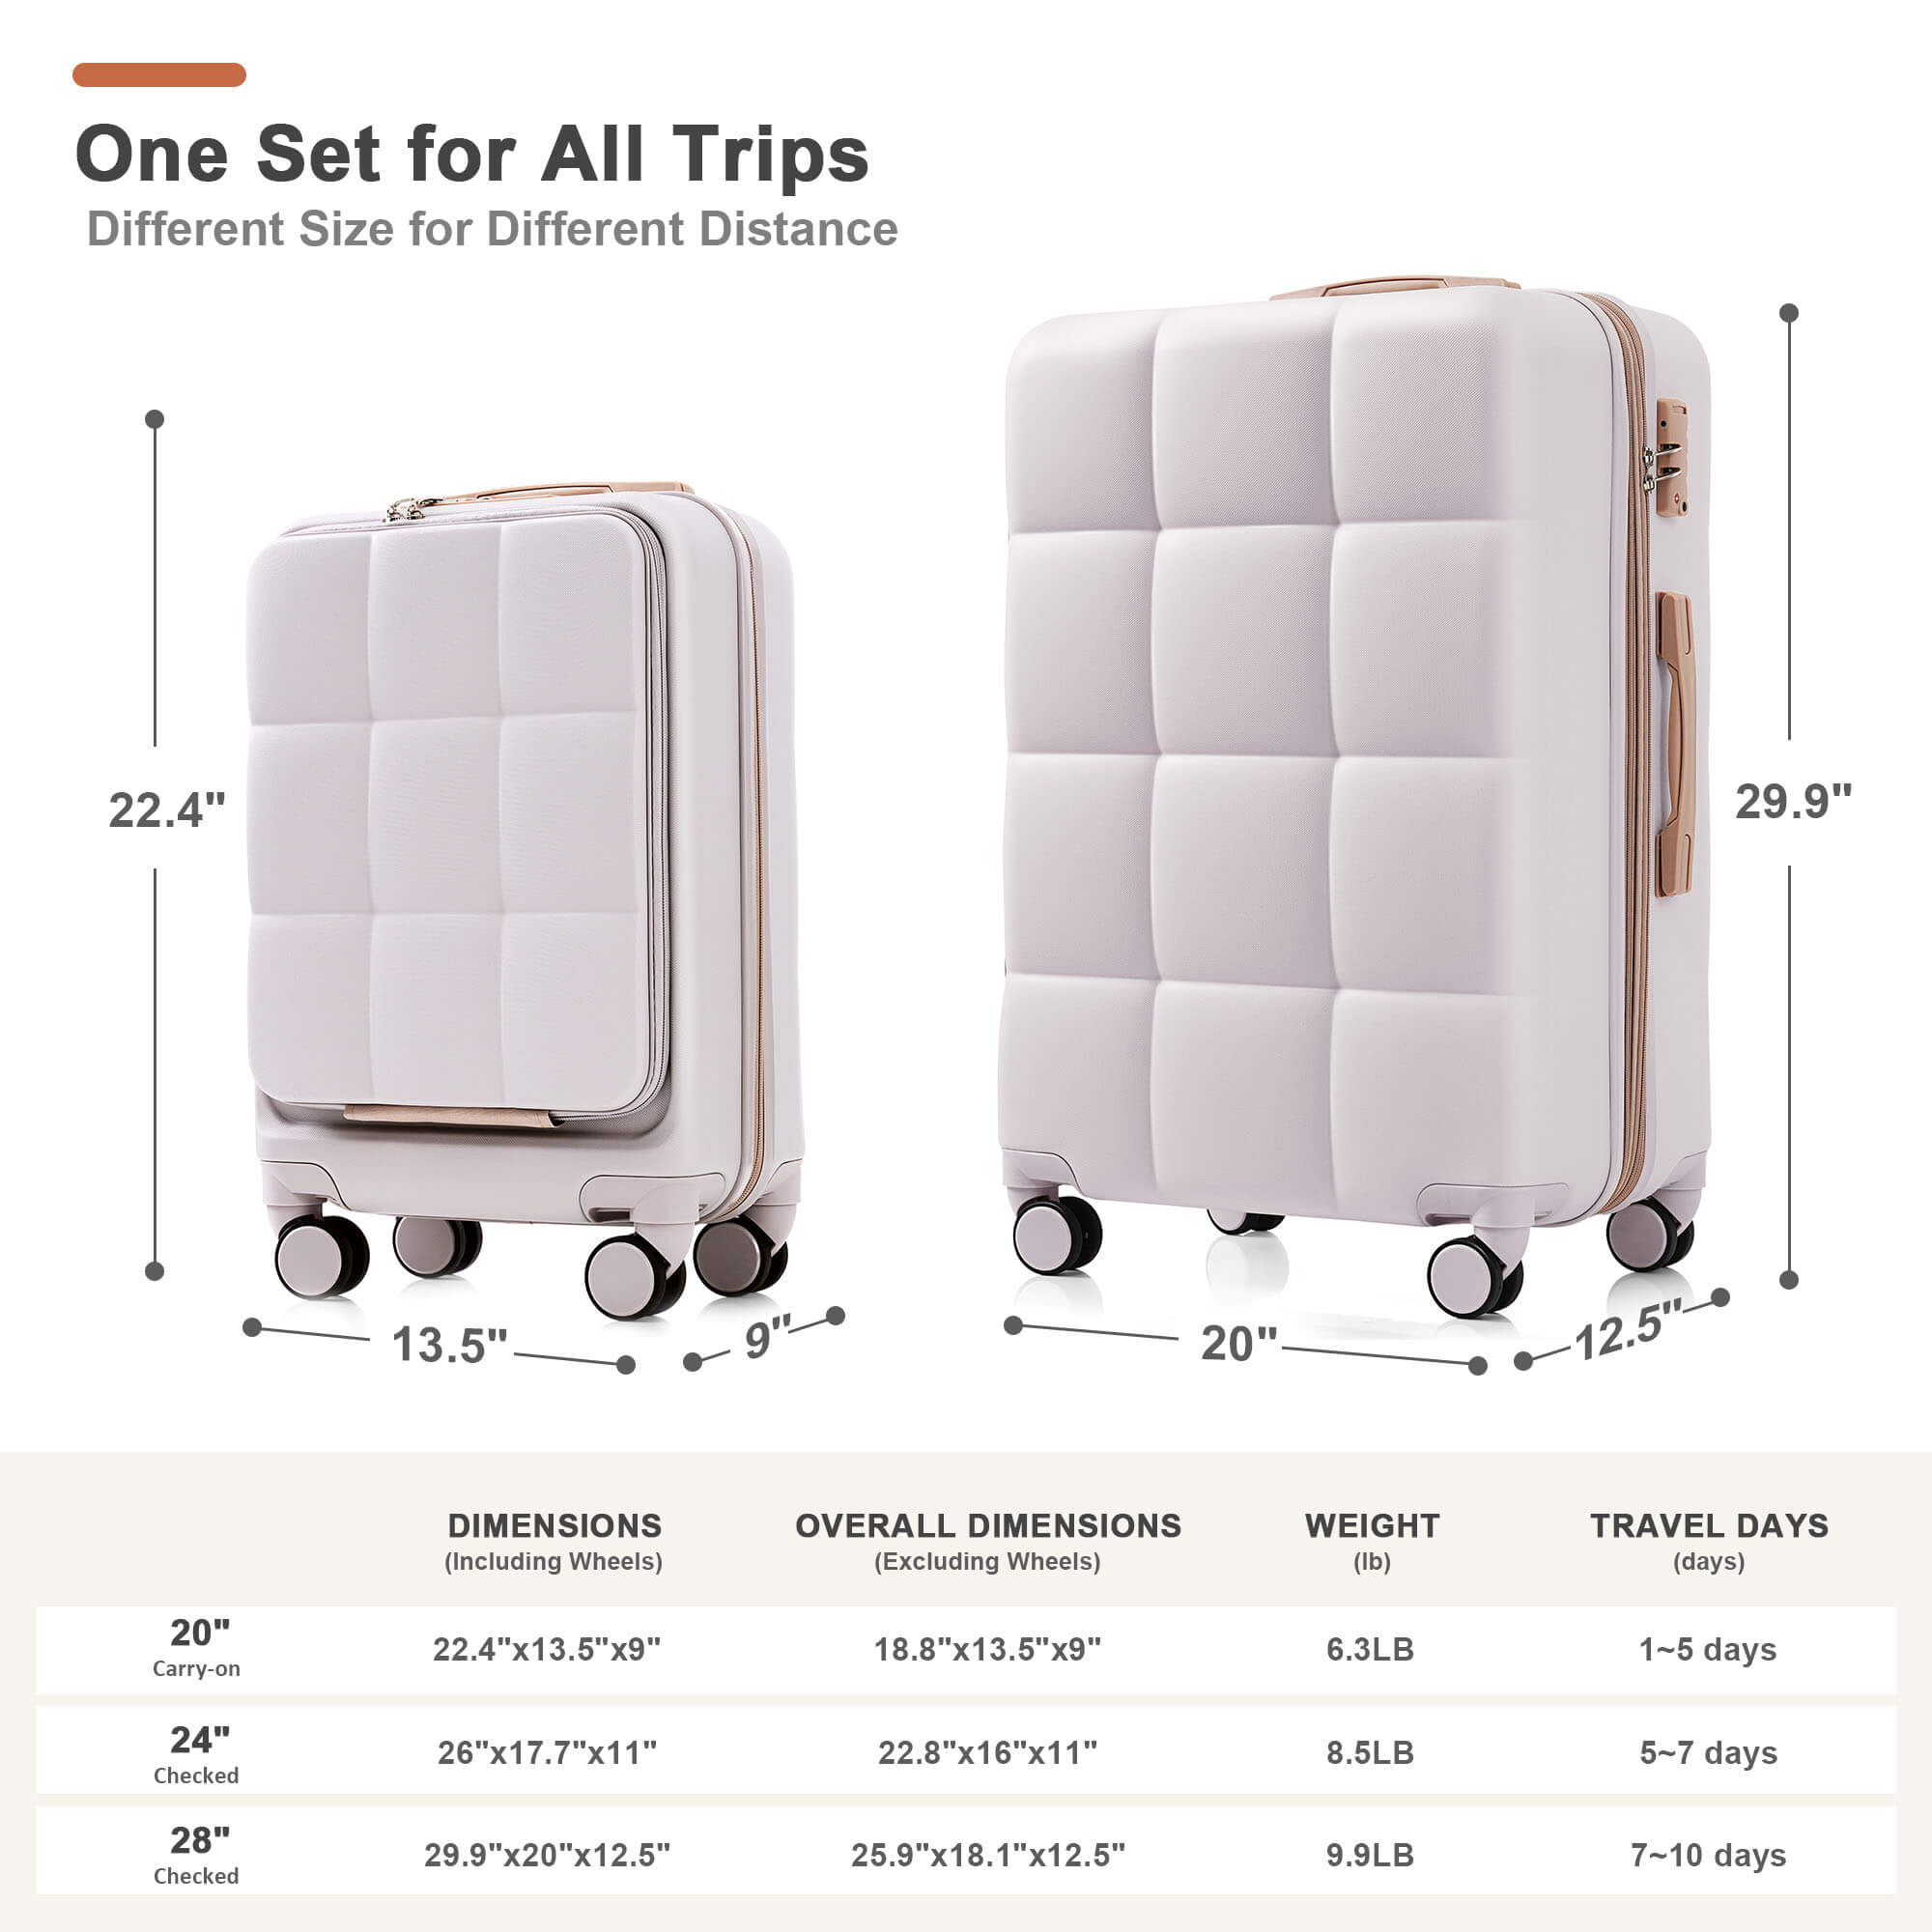 One Set for All Trips
Different Size for Different Distance
22.4"
29.9"
13.5"
9"
20"
12.5"
DIMENSIONS OVERALL DIMENSIONS WEIGHT TRAVEL DAYS
(Including Wheels) (Excluding Wheels) (lb) (days)
20"
Carry-on
22.4"x13.5"x9" 18.8"x13.5"x9" 6.3LB 1~5 days
24"
Checked
26"x17.7"x11" 22.8"x16"x11" 8.5LB 5~7 days
28"
Checked
29.9"x20"x12.5" 25.9"x18.1"x12.5" 9.9LB 7~10 days